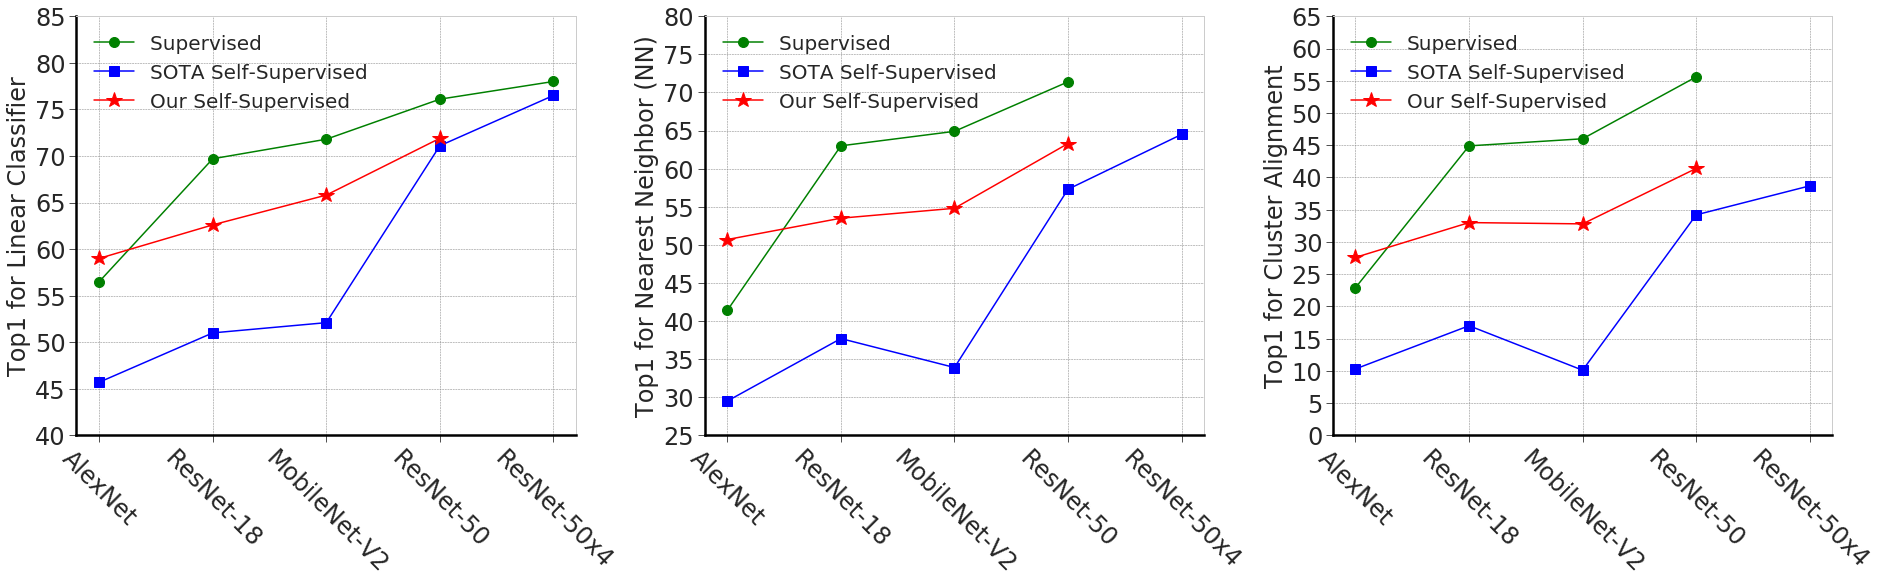 Top1 for Linear Classifier
85
80
75
70
65
60
55
50
45
40
Supervised
SOTA Self-Supervised
Our Self-Supervised
AlexNet
ResNet-18
MobileNet-V2
ResNet-50
ResNet-50x4
Top1 for Nearest Neighbor (NN)
80
75
70
65
60
55
50
45
40
35
30
25
Supervised
SOTA Self-Supervised
Our Self-Supervised
AlexNet
ResNet-18
MobileNet-V2
ResNet-50
ResNet-50x4
Top1 for Cluster Alignment
65
60
55
50
45
40
35
30
25
20
15
10
5
0
Supervised
SOTA Self-Supervised
Our Self-Supervised
AlexNet
ResNet-18
MobileNet-V2
ResNet-50
ResNet-50x4